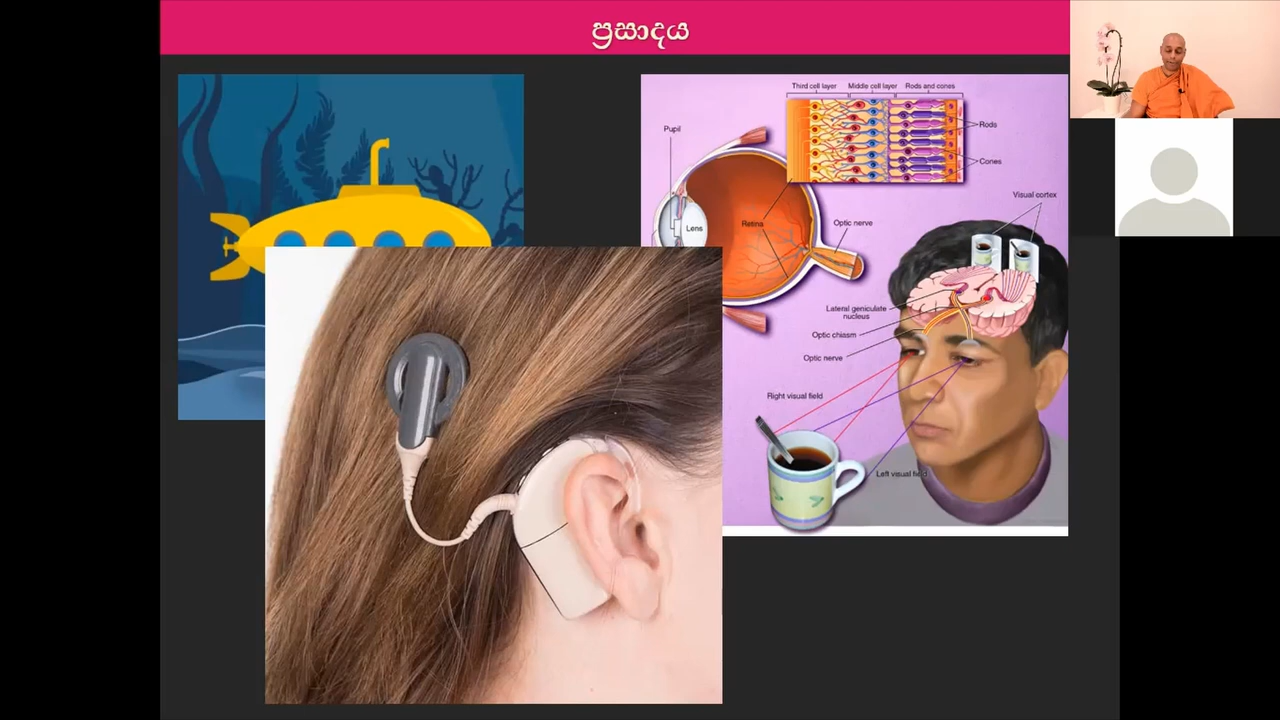 ප්‍රසාදය
Third cell layer
Middle cell layer
Rods and cones
Pupil
Rods
Cones
Visual cortex
Retina
Lens
Optic nerve
Lateral geniculate
nucleus
Optic chiasm
Optic nerve
Right visual field
Left visual field